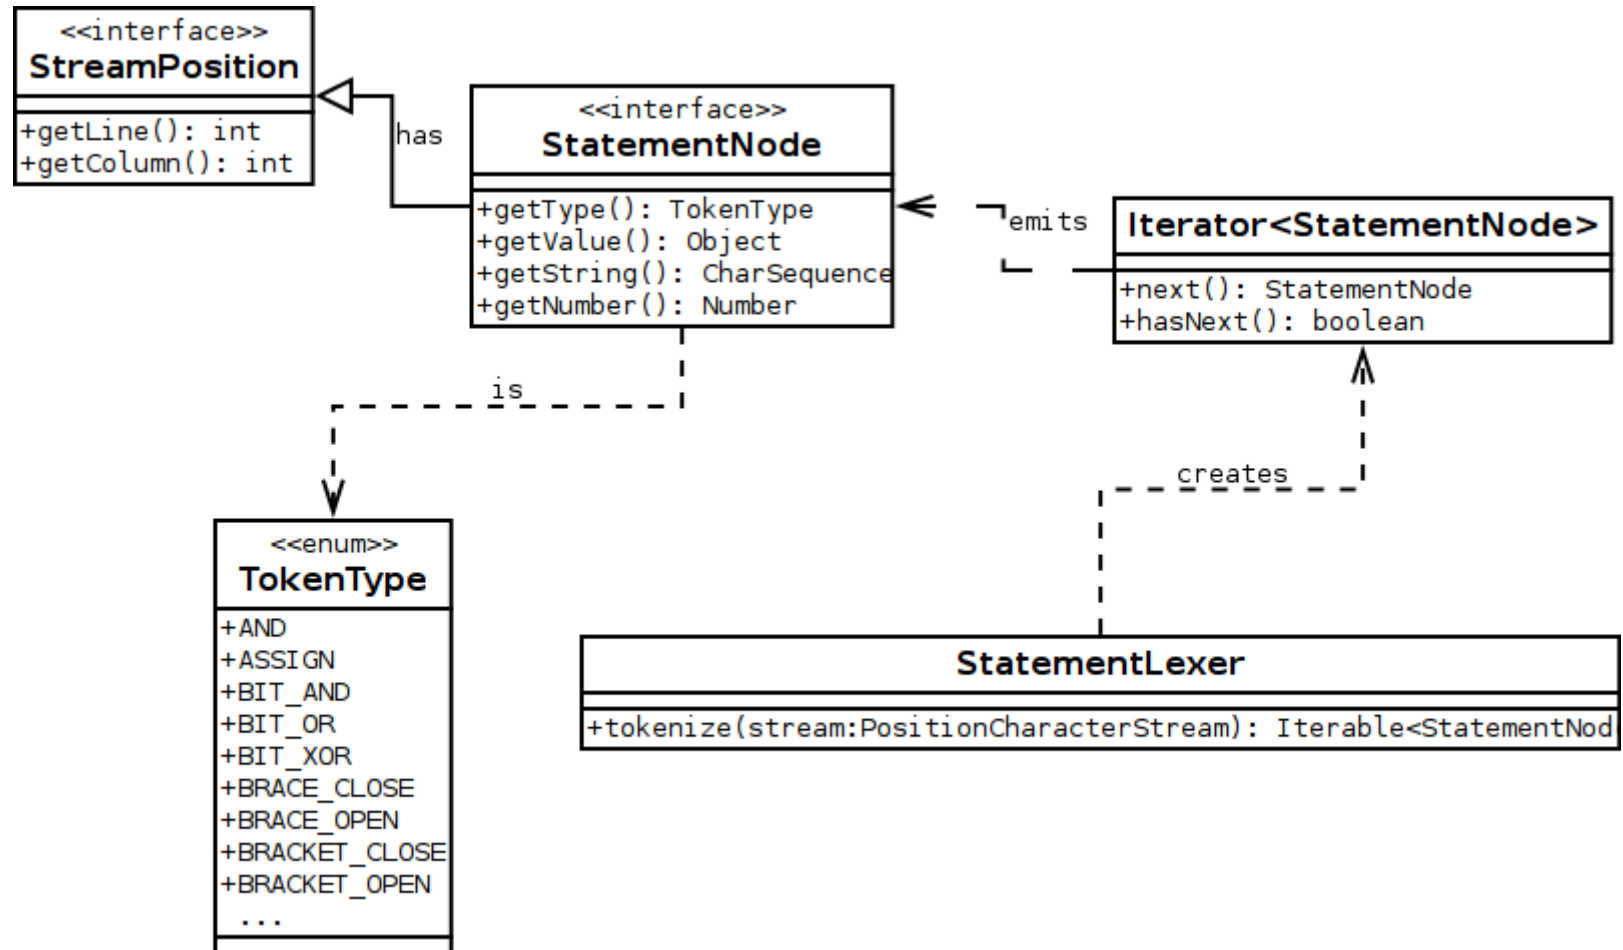 <<interface>>
StreamPosition
+getLine(): int
+getColumn(): int
has
<<interface>>
StatementNode
+getType(): TokenType
+getValue(): Object
+getString(): CharSequence
+getNumber(): Number
emits
Iterator<StatementNode>
+next(): StatementNode
+hasNext(): boolean
is
creates
<<enum>>
TokenType
+AND
+ASSIGN
+BIT_AND
+BIT_OR
+BIT_XOR
+BRACE_CLOSE
+BRACE_OPEN
+BRACKET_CLOSE
+BRACKET_OPEN
...
StatementLexer
+tokenize(stream:PositionCharacterStream): Iterable<StatementNod